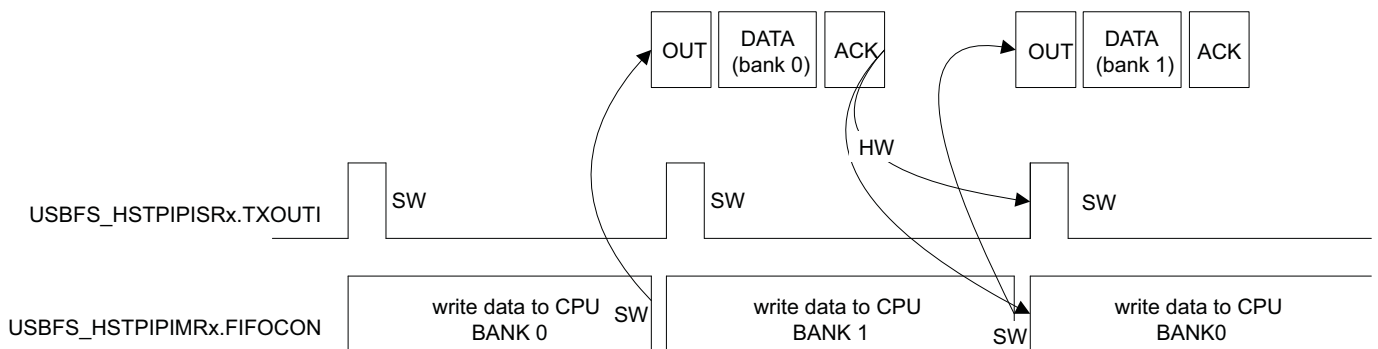 OUT
DATA
(bank 0)
ACK
OUT
DATA
(bank 1)
ACK
HW
USBFS_HSTPIPISRx.TXOUTI
SW
SW
SW
USBFS_HSTPIPIMRx.FIFOCON
write data to CPU
BANK 0
SW
write data to CPU
BANK 1
SW
write data to CPU
BANK0